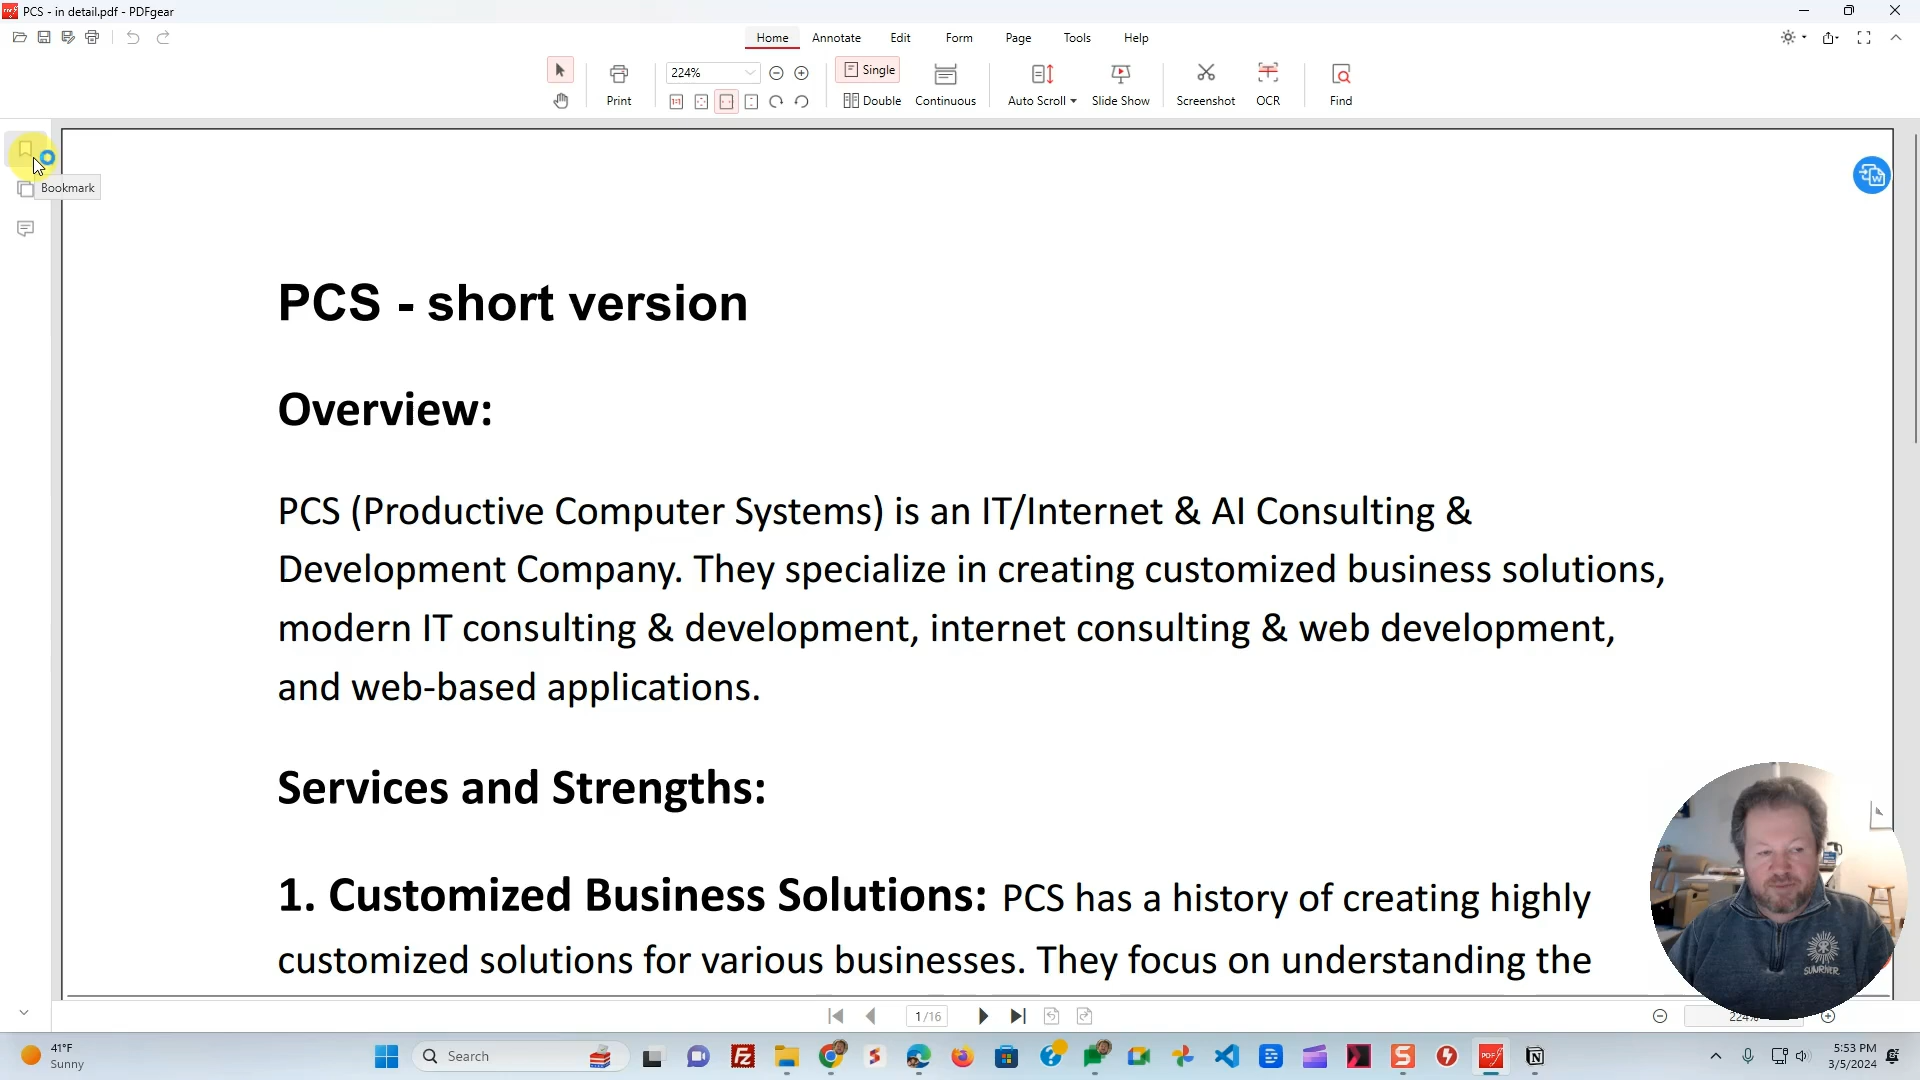 PCS - in detail.pdf - PDFgear
Home Annotate Edit Form Page Tools Help
224% Single
Print Double Continuous Auto Scroll Slide Show Screenshot OCR Find
Bookmark
PCS - short version
Overview:
PCS (Productive Computer Systems) is an IT/Internet & AI Consulting &
Development Company. They specialize in creating customized business solutions,
modern IT consulting & development, internet consulting & web development,
and web-based applications.
Services and Strengths:
1. Customized Business Solutions: PCS has a history of creating highly
customized solutions for various businesses. They focus on understanding the
1 /16
224%
41°F
Sunny
Search
5:53 PM
3/5/2024